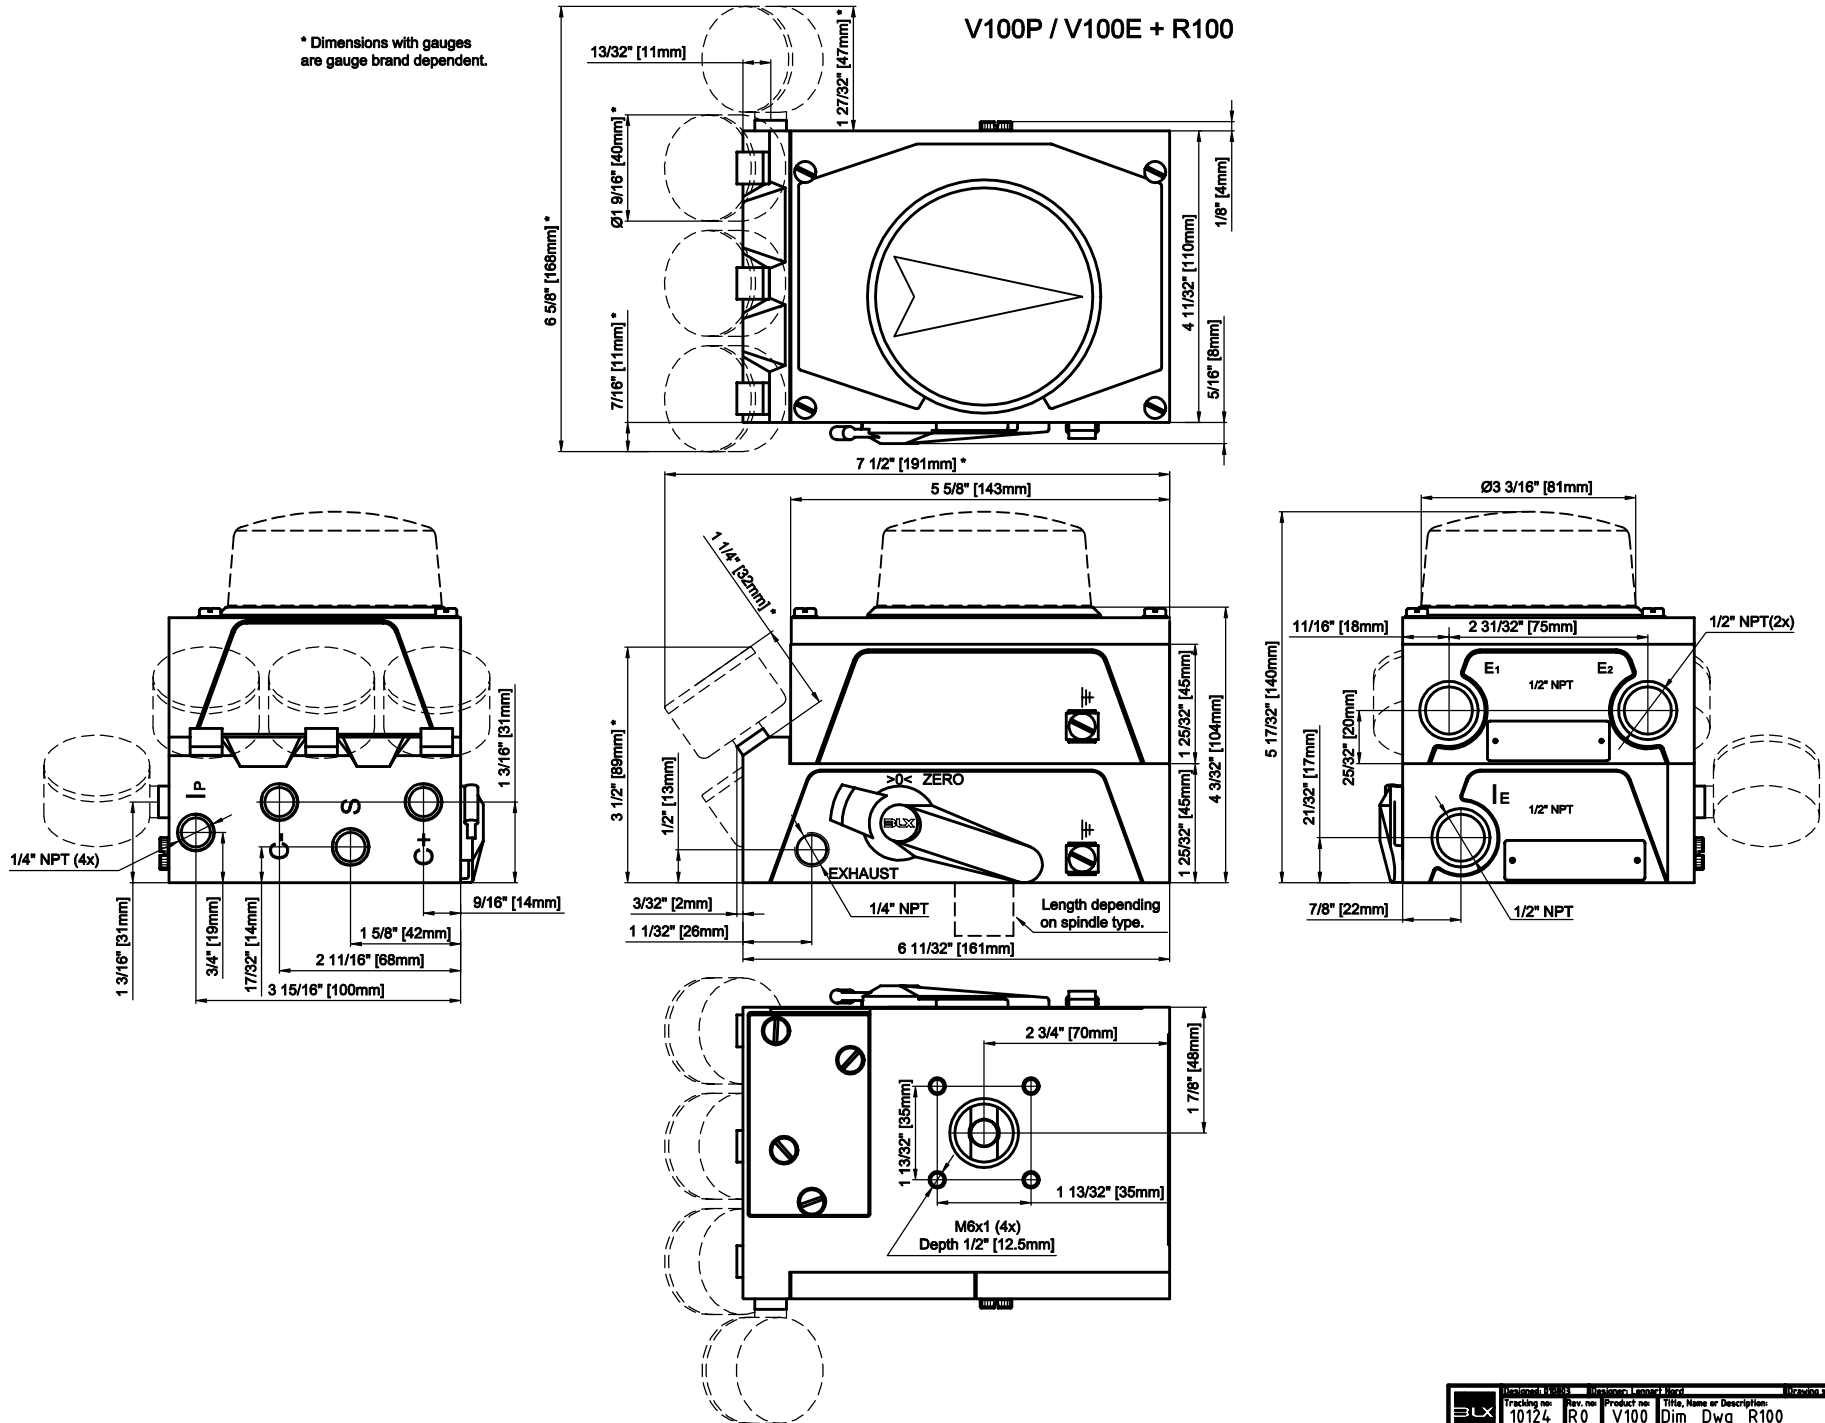 V100P / V100E + R100
* Dimensions with gauges
are gauge brand dependent.
13/32" [11mm]
1 27/32" [47mm] *
Ø1 9/16" [40mm] *
6 5/8" [168mm] *
7/16" [11mm] *
1/8" [4mm]
4 11/32" [110mm]
5/16" [8mm]
7 1/2" [191mm] *
5 5/8" [143mm]
1 3/16" [31mm]
IP
C-
S
C+
1/4" NPT (4x)
1 3/16" [31mm]
3/4" [19mm]
17/32" [14mm]
9/16" [14mm]
1 5/8" [42mm]
2 11/16" [68mm]
3 15/16" [100mm]
1 1/4" [32mm] *
3 1/2" [89mm] *
1/2" [13mm]
>0< ZERO
BLX
EXHAUST
1/4" NPT
1 25/32" [45mm]
1 25/32" [45mm]
4 3/32" [104mm]
3/32" [2mm]
1 1/32" [26mm]
Length depending
on spindle type.
6 11/32" [161mm]
Ø3 3/16" [81mm]
11/16" [18mm]
2 31/32" [75mm]
1/2" NPT(2x)
5 17/32" [140mm]
E1
E2
1/2" NPT
25/32" [20mm]
21/32" [17mm]
IE
1/2" NPT
7/8" [22mm]
1/2" NPT
2 3/4" [70mm]
1 7/8" [48mm]
1 13/32" [35mm]
1 13/32" [35mm]
M6x1 (4x)
Depth 1/2" [12.5mm]
BLX
Designer: Lennart Nord
Tracking no: Rev. no: Product no: Title, Name or Description:
10124 R0 V100 Dim Dwg R100